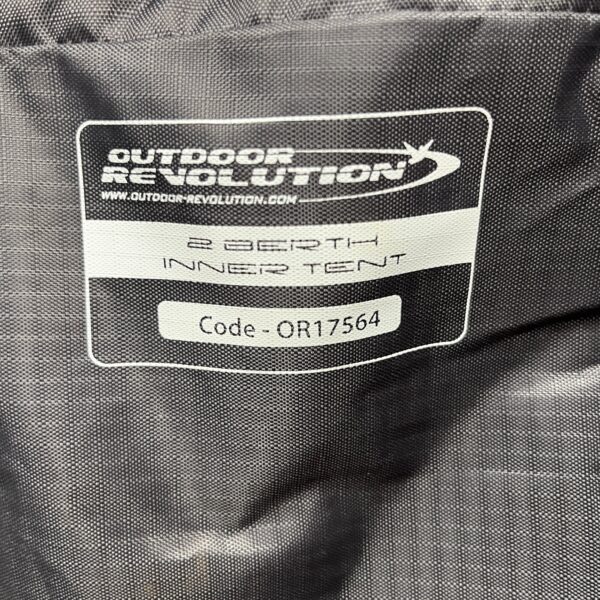 OUTDOOR
REVOLUTION
WWW.OUTDOOR-REVOLUTION.COM
2 BERTH
INNER TENT
Code - OR17564